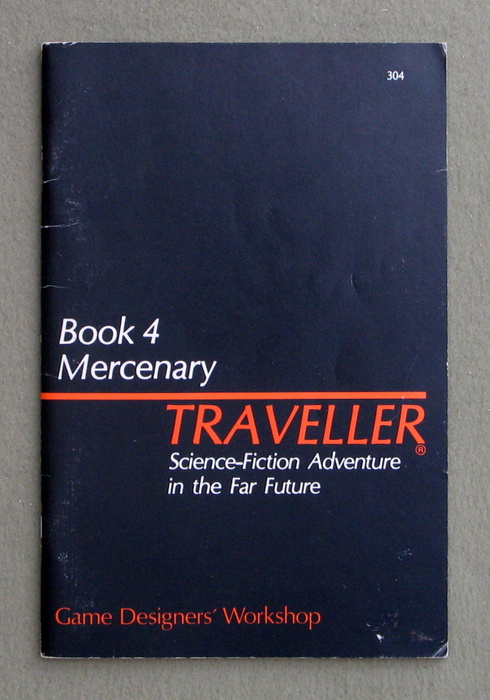 304
Book 4
Mercenary
TRAVELLER®
Science-Fiction Adventure
in the Far Future
Game Designers' Workshop